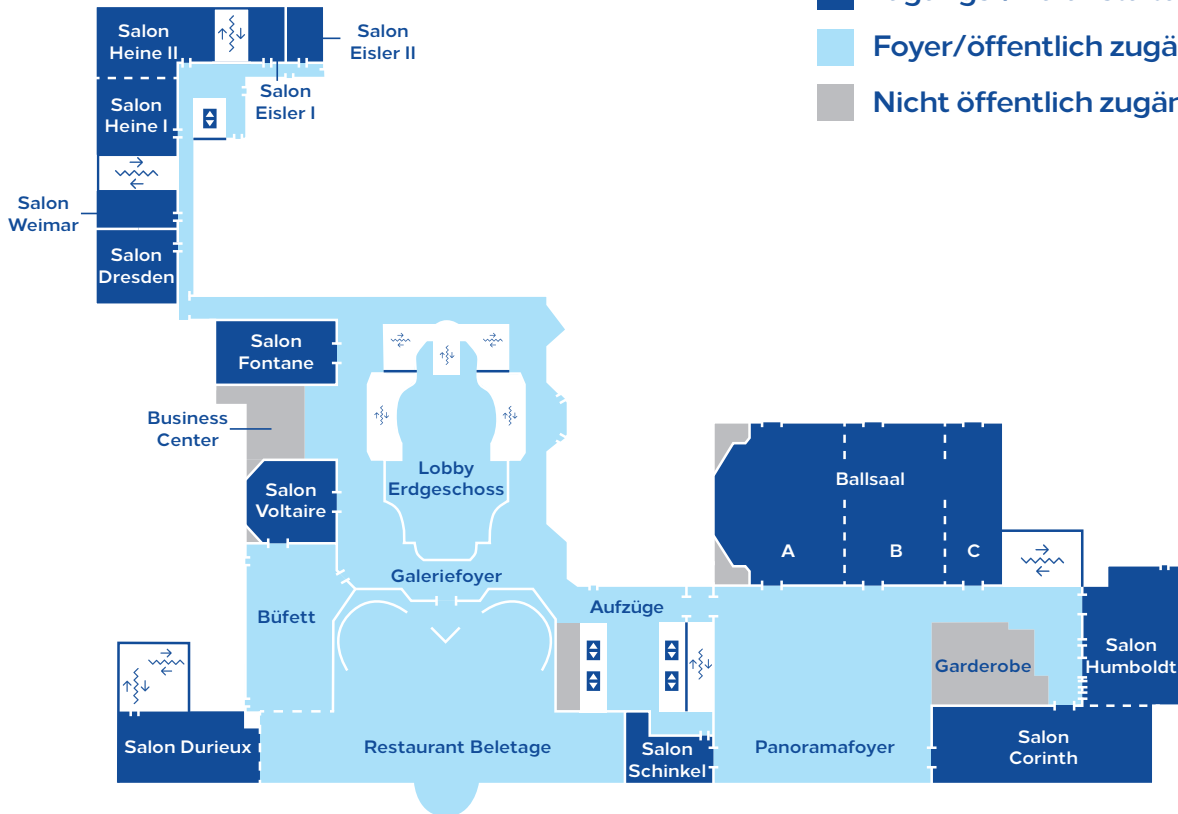 Foyer/öffentlich
Nicht öffentlich
Salon
Heine II
Salon
Eisler II
Salon
Eisler I
Salon
Heine I
Salon
Weimar
Salon
Dresden
Salon
Fontane
Business
Center
Lobby
Erdgeschoss
Salon
Voltaire
Ballsaal
A
B
C
Galeriefoyer
Büfett
Aufzüge
Garderobe
Salon
Humboldt
Salon Durieux
Restaurant Beletage
Salon
Schinkel
Panoramafoyer
Salon
Corinth